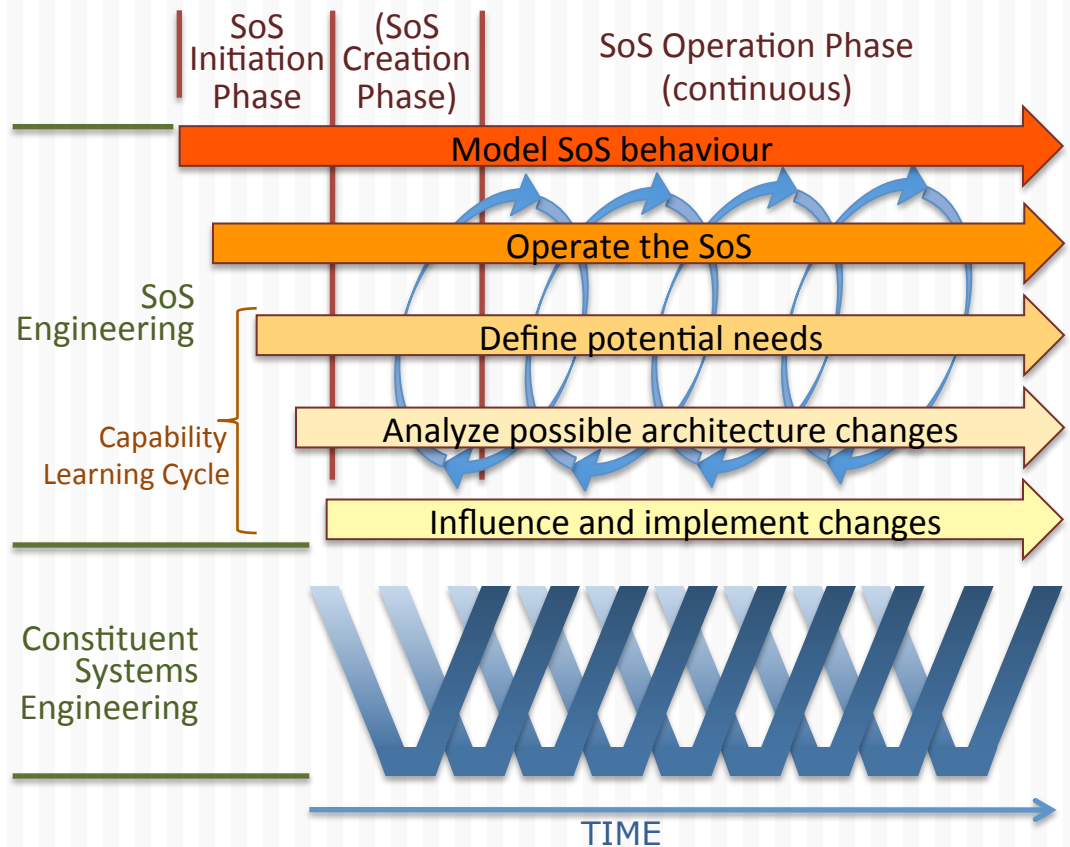 SoS
Initiation
Phase
(SoS
Creation
Phase)
SoS Operation Phase
(continuous)
Model SoS behaviour
Operate the SoS
SoS
Engineering
Define potential needs
Capability
Learning Cycle
Analyze possible architecture changes
Influence and implement changes
Constituent
Systems
Engineering
TIME